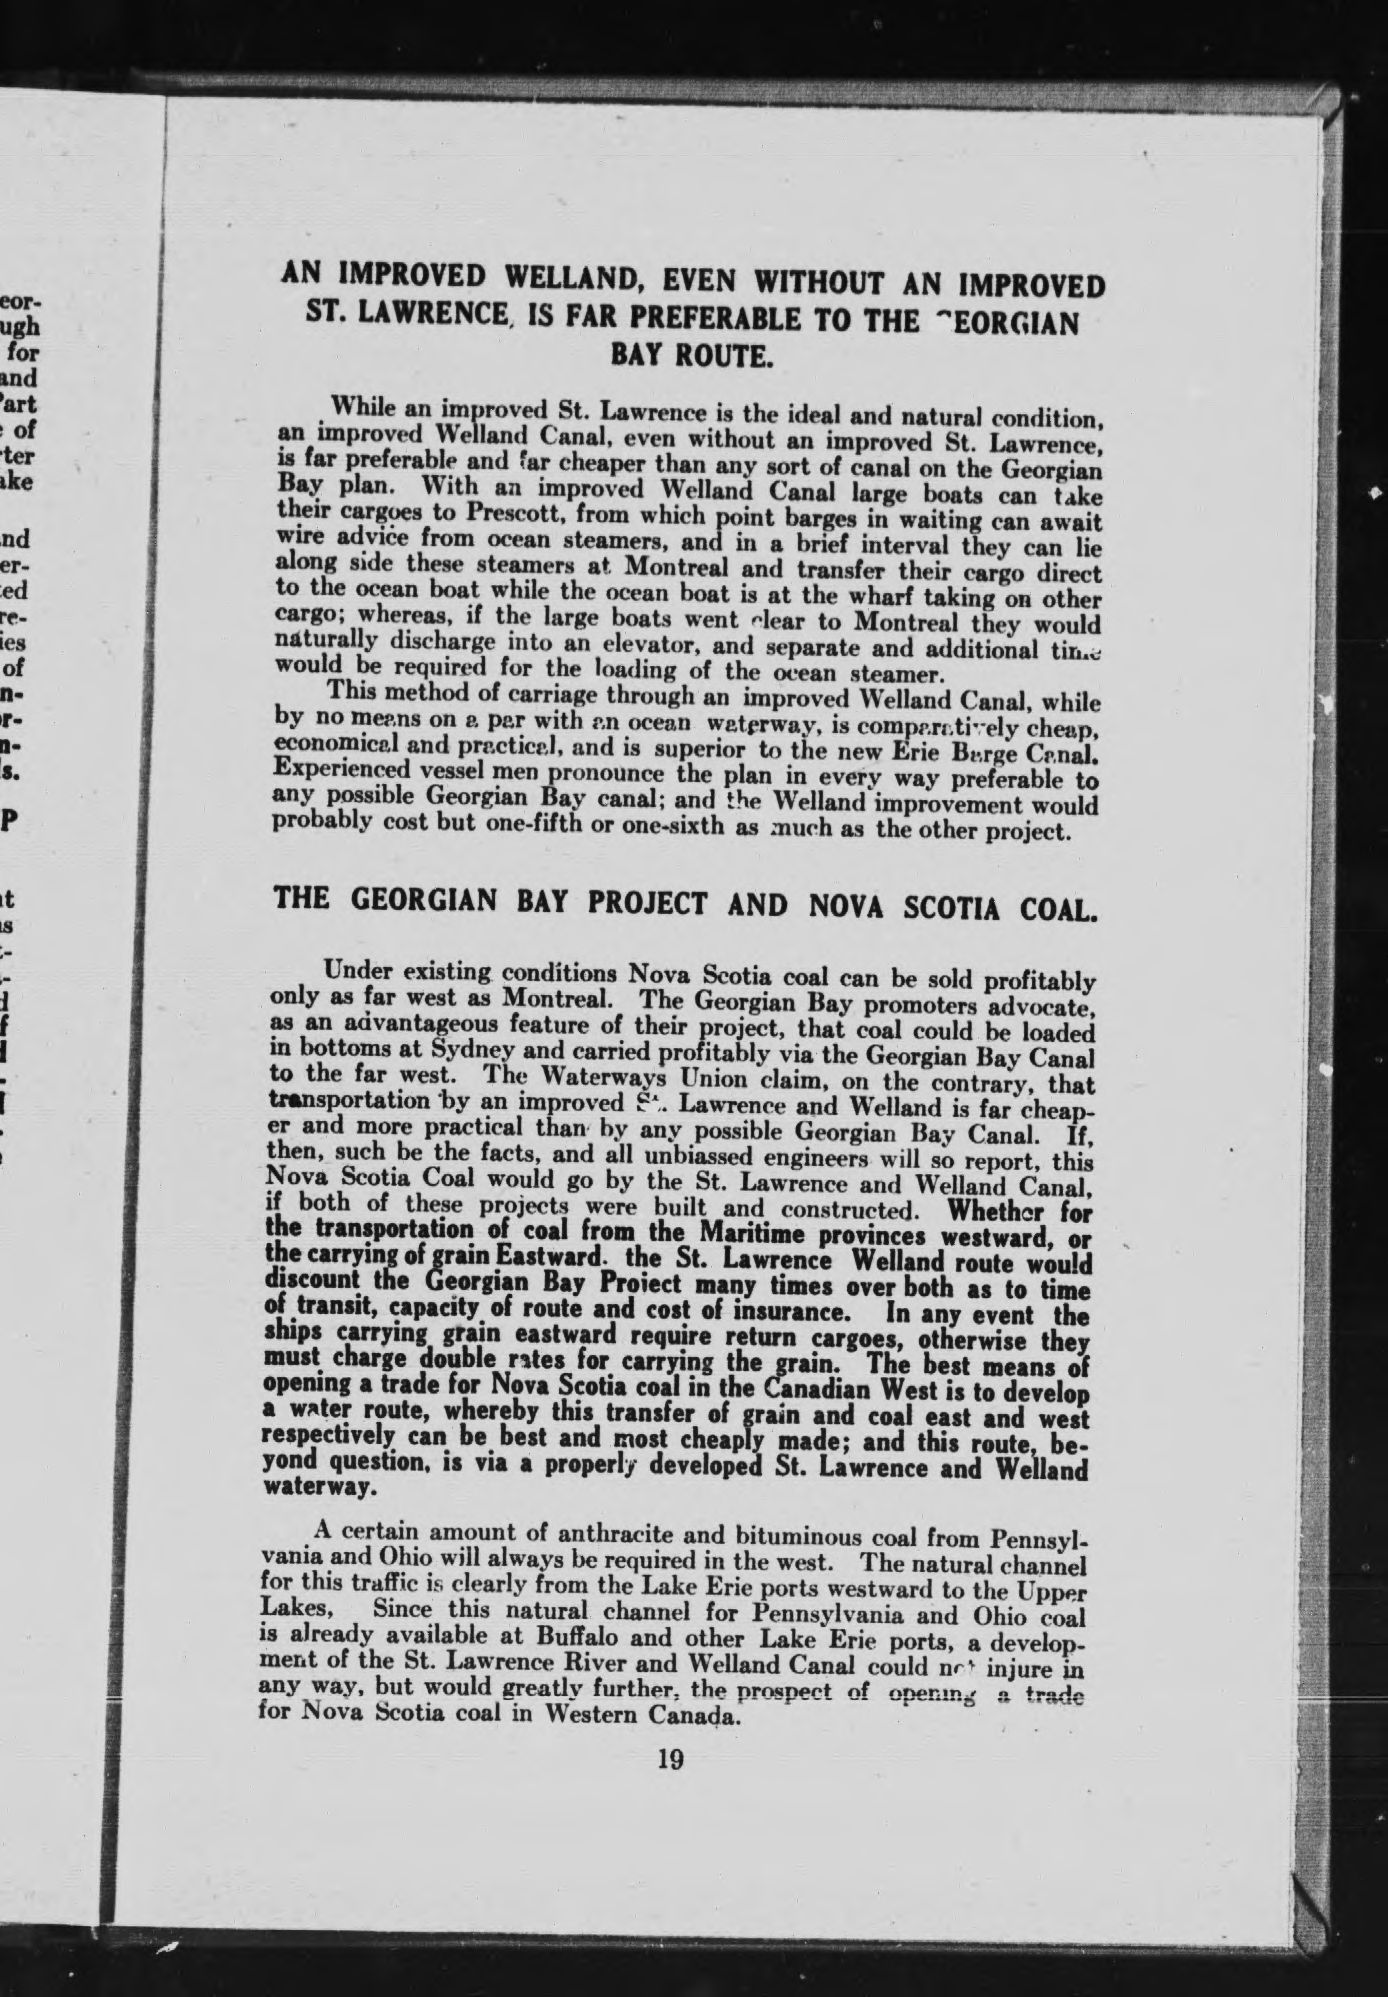 eor-
ugh
for
and
art
of
ter
ake
nd
er-
ed
re-
ies
of
n-
or-
n-
s.
P
AN IMPROVED WELLAND, EVEN WITHOUT AN IMPROVED
ST. LAWRENCE, IS FAR PREFERABLE TO THE GEORGIAN
BAY ROUTE.
While an improved St. Lawrence is the ideal and natural condition,
an improved Welland Canal, even without an improved St. Lawrence,
is far preferable and far cheaper than any sort of canal on the Georgian
Bay plan. With an improved Welland Canal large boats can take
their cargoes to Prescott, from which point barges in waiting can await
wire advice from ocean steamers, and in a brief interval they can lie
along side these steamers at Montreal and transfer their cargo direct
to the ocean boat while the ocean boat is at the wharf taking on other
cargo; whereas, if the large boats went clear to Montreal they would
naturally discharge into an elevator, and separate and additional time
would be required for the loading of the ocean steamer.
This method of carriage through an improved Welland Canal, while
by no means on a par with an ocean waterway, is comparatively cheap,
economical and practical, and is superior to the new Erie Barge Canal.
Experienced vessel men pronounce the plan in every way preferable to
any possible Georgian Bay canal; and the Welland improvement would
probably cost but one-fifth or one-sixth as much as the other project.
THE GEORGIAN BAY PROJECT AND NOVA SCOTIA COAL.
Under existing conditions Nova Scotia coal can be sold profitably
only as far west as Montreal. The Georgian Bay promoters advocate,
as an advantageous feature of their project, that coal could be loaded
in bottoms at Sydney and carried profitably via the Georgian Bay Canal
to the far west. The Waterways Union claim, on the contrary, that
transportation by an improved St. Lawrence and Welland is far cheap-
er and more practical than by any possible Georgian Bay Canal. If,
then, such be the facts, and all unbiassed engineers will so report, this
Nova Scotia Coal would go by the St. Lawrence and Welland Canal,
if both of these projects were built and constructed. Whether for
the transportation of coal from the Maritime provinces westward, or
the carrying of grain Eastward. the St. Lawrence Welland route would
discount the Georgian Bay Project many times over both as to time
of transit, capacity of route and cost of insurance. In any event the
ships carrying grain eastward require return cargoes, otherwise they
must charge double rates for carrying the grain. The best means of
opening a trade for Nova Scotia coal in the Canadian West is to develop
a water route, whereby this transfer of grain and coal east and west
respectively can be best and most cheaply made; and this route, be-
yond question, is via a properly developed St. Lawrence and Welland
waterway.
A certain amount of anthracite and bituminous coal from Pennsyl-
vania and Ohio will always be required in the west. The natural channel
for this traffic is clearly from the Lake Erie ports westward to the Upper
Lakes, Since this natural channel for Pennsylvania and Ohio coal
is already available at Buffalo and other Lake Erie ports, a develop-
ment of the St. Lawrence River and Welland Canal could not injure in
any way, but would greatly further, the prospect of opening a trade
for Nova Scotia coal in Western Canada.
19